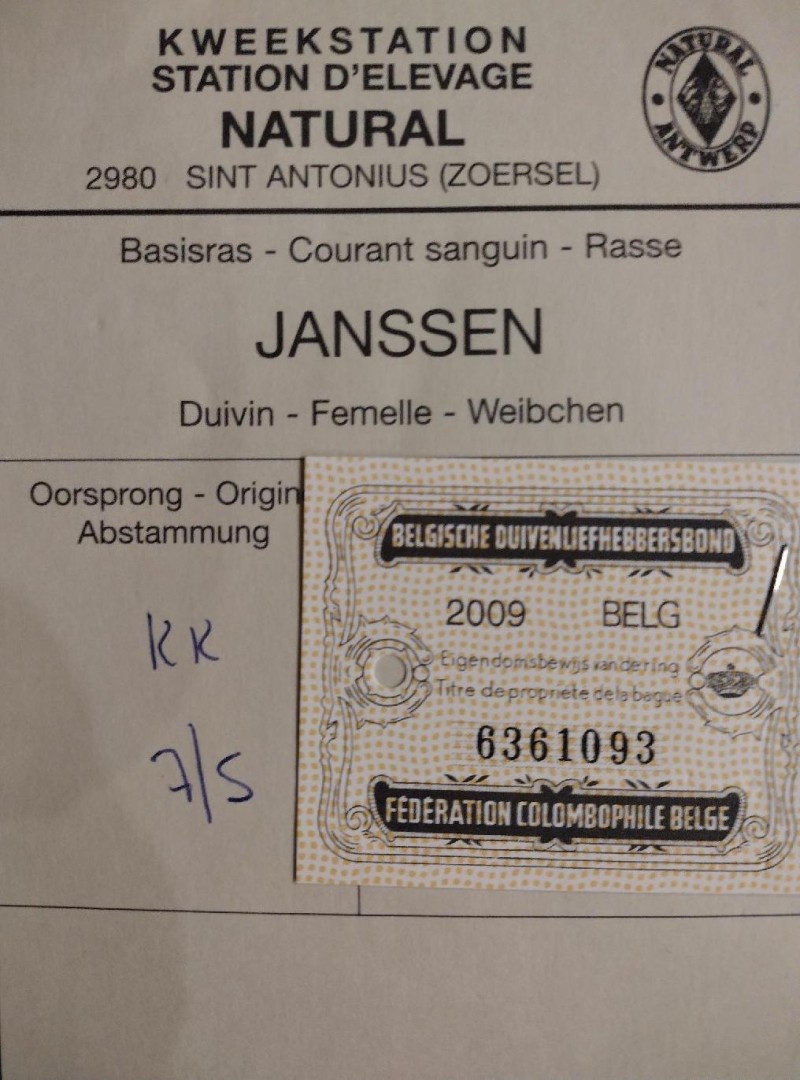 KWEEKSTATION
STATION D'ELEVAGE
NATURAL
2980 SINT ANTONIUS (ZOERSEL)
NATURAL
ANTWERP
Basisras - Courant sanguin - Rasse
JANSSEN
Duivin - Femelle - Weibchen
Oorsprong - Origin
Abstammung
KK
7/5
BELGISCHE DUIVENLIEFHEBBERSBOND
2009 BELG
Eigendomsbewijs van de ring
Titre de propriete de la bague
6361093
FÉDÉRATION COLOMBOPHILE BELGE